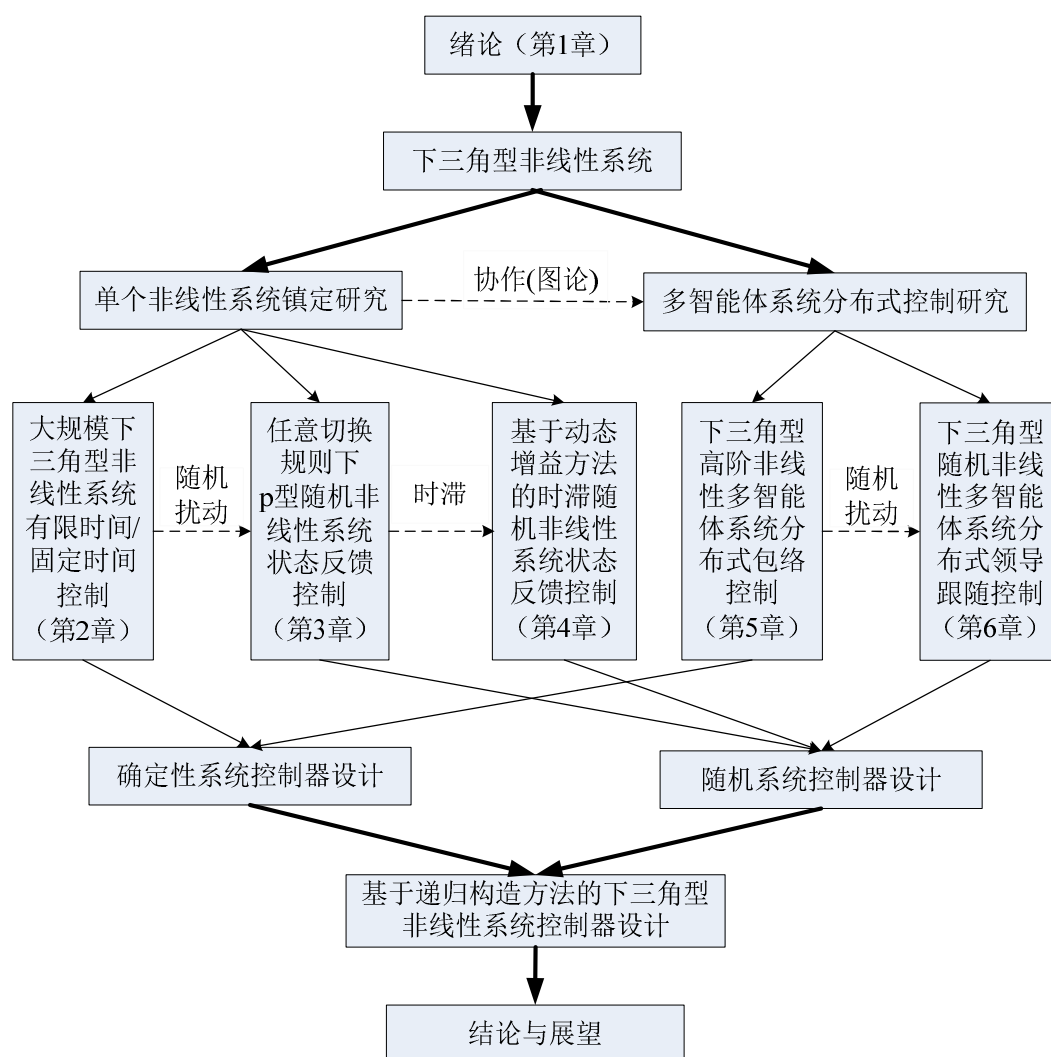 绪论（第1章）
下三角型非线性系统
协作(图论)
单个非线性系统镇定研究
多智能体系统分布式控制研究
大规模下
三角型非
线性系统
有限时间/
固定时间
控制
（第2章）
随机
扰动
任意切换
规则下
p型随机非
线性系统
状态反馈
控制
（第3章）
时滞
基于动态
增益方法
的时滞随
机非线性
系统状态
反馈控制
（第4章）
下三角型
高阶非线
性多智能
体系统分
布式包络
控制
（第5章）
随机
扰动
下三角型
随机非线
性多智能
体系统分
布式领导
跟随控制
（第6章）
确定性系统控制器设计
随机系统控制器设计
基于递归构造方法的下三角型
非线性系统控制器设计
结论与展望